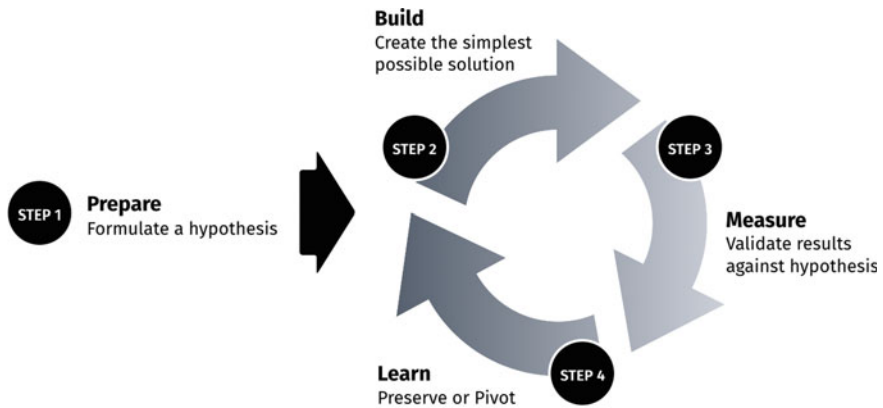 STEP 1
Prepare
Formulate a hypothesis
STEP 2
Build
Create the simplest
possible solution
STEP 3
Measure
Validate results
against hypothesis
STEP 4
Learn
Preserve or Pivot